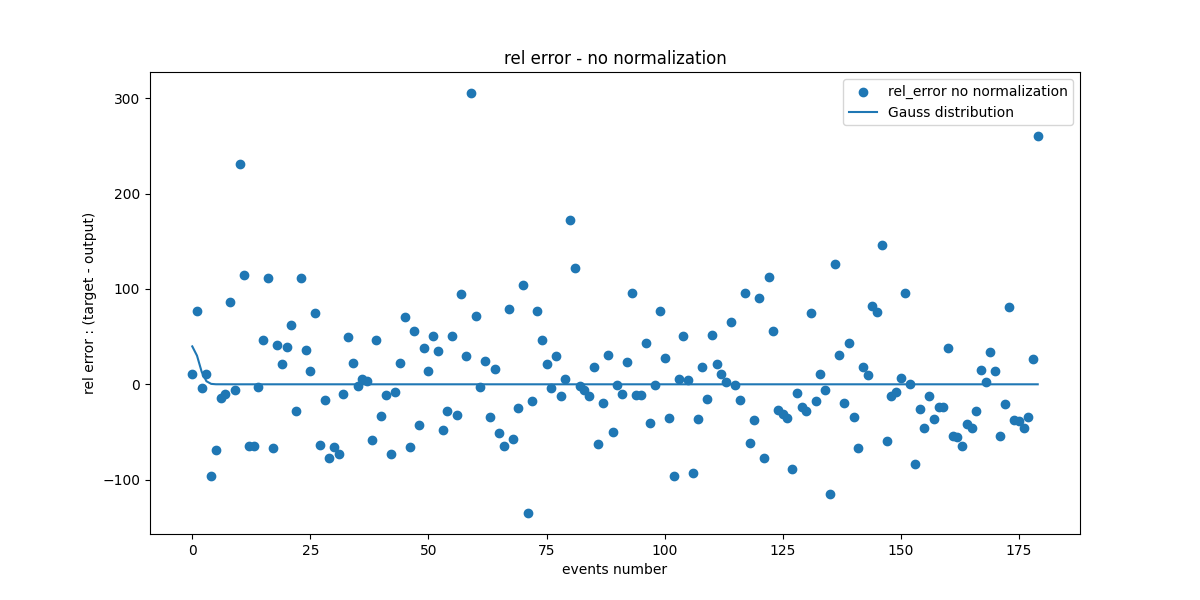 rel error - no normalization
rel_error no normalization
Gauss distribution
rel error : (target - output)
300
200
100
0
−100
0 25 50 75 100 125 150 175
events number